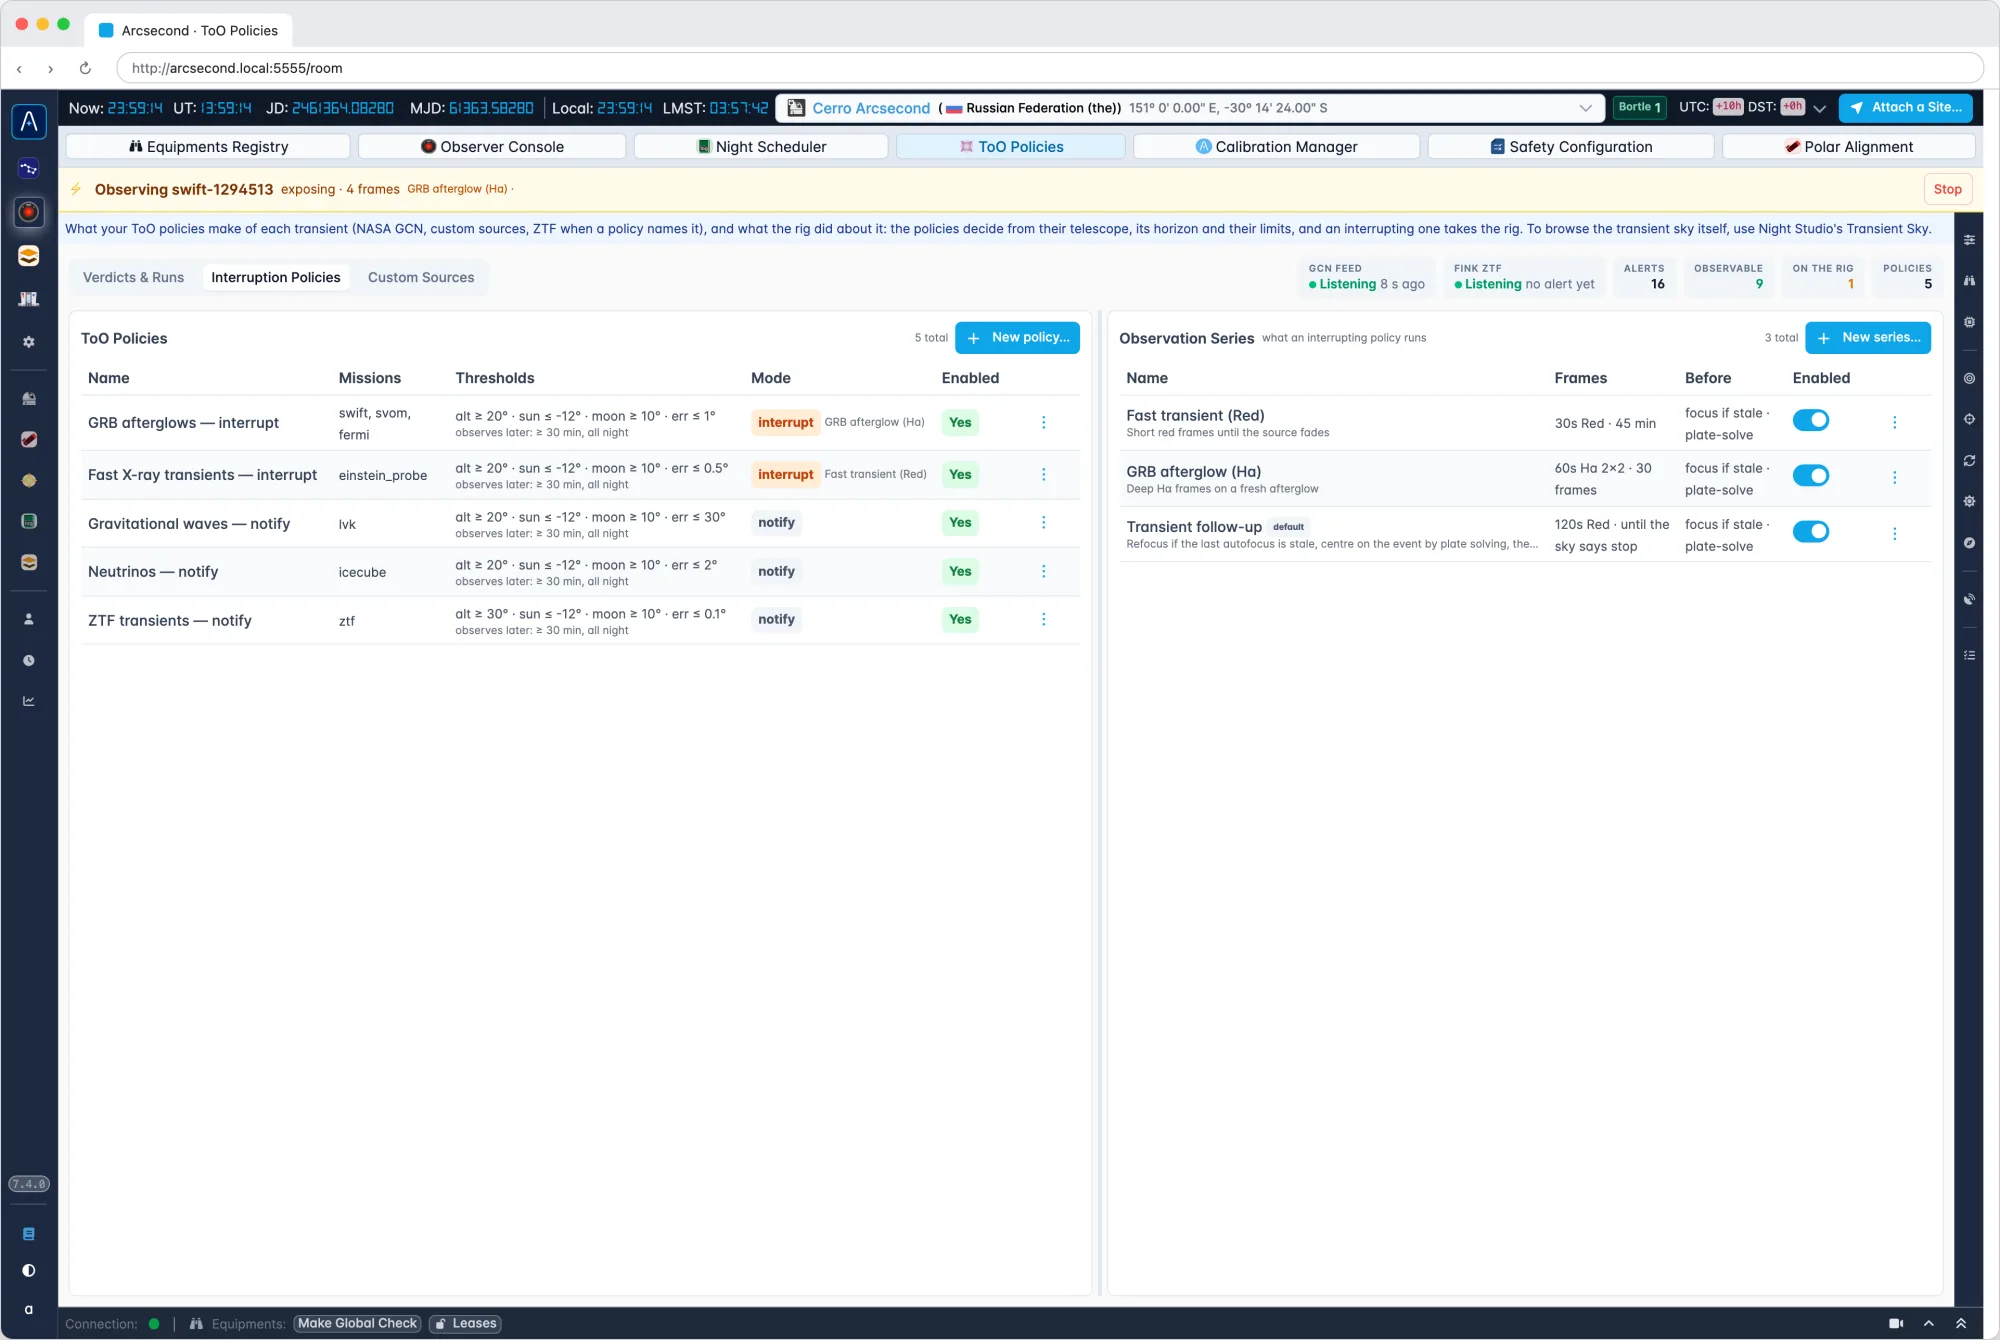 Arcsecond · ToO Policies
http://arcsecond.local:5555/room
Now: 23:59:14 UT: 13:59:14 JD: 2461364.08280 MJD: 61363.58280 Local: 23:59:14 LMST: 03:57:42 Cerro Arcsecond ( Russian Federation (the)) 151º 0' 0.00" E, -30º 14' 24.00" S Bortle 1 UTC: +10h DST: +0h Attach a Site...
Equipments Registry Observer Console Night Scheduler ToO Policies Calibration Manager Safety Configuration Polar Alignment
Observing swift-1294513 exposing · 4 frames GRB afterglow (Ha) · Stop
What your ToO policies make of each transient (NASA GCN, custom sources, ZTF when a policy names it), and what the rig did about it: the policies decide from their telescope, its horizon and their limits, and an interrupting one takes the rig. To browse the transient sky itself, use Night Studio's Transient Sky.
Verdicts & Runs Interruption Policies Custom Sources
GCN FEED FINK ZTF ALERTS OBSERVABLE ON THE RIG POLICIES
Listening 8 s ago Listening no alert yet 16 9 1 5
ToO Policies 5 total + New policy...
Name Missions Thresholds Mode Enabled
GRB afterglows — interrupt swift, svom, fermi alt ≥ 20° · sun ≤ -12° · moon ≥ 10° · err ≤ 1° interrupt GRB afterglow (Ha) Yes
observes later: ≥ 30 min, all night
Fast X-ray transients — interrupt einstein_probe alt ≥ 20° · sun ≤ -12° · moon ≥ 10° · err ≤ 0.5° interrupt Fast transient (Red) Yes
observes later: ≥ 30 min, all night
Gravitational waves — notify lvk alt ≥ 20° · sun ≤ -12° · moon ≥ 10° · err ≤ 30° notify Yes
observes later: ≥ 30 min, all night
Neutrinos — notify icecube alt ≥ 20° · sun ≤ -12° · moon ≥ 10° · err ≤ 2° notify Yes
observes later: ≥ 30 min, all night
ZTF transients — notify ztf alt ≥ 30° · sun ≤ -12° · moon ≥ 10° · err ≤ 0.1° notify Yes
observes later: ≥ 30 min, all night
Observation Series what an interrupting policy runs 3 total + New series...
Name Frames Before Enabled
Fast transient (Red) 30s Red · 45 min focus if stale · plate-solve
Short red frames until the source fades
GRB afterglow (Ha) 60s Ha 2×2 · 30 frames focus if stale · plate-solve
Deep Ha frames on a fresh afterglow
Transient follow-up default 120s Red · until the sky says stop focus if stale · plate-solve
Refocus if the last autofocus is stale, centre on the event by plate solving, the...
7.4.0
a
Connection: Equipments: Make Global Check Leases